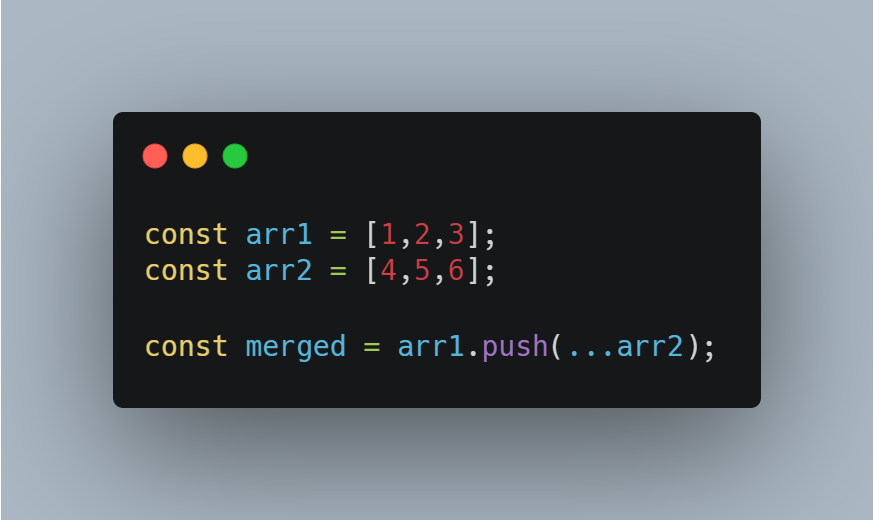 const arr1 = [1,2,3];
const arr2 = [4,5,6];
const merged = arr1.push(...arr2);